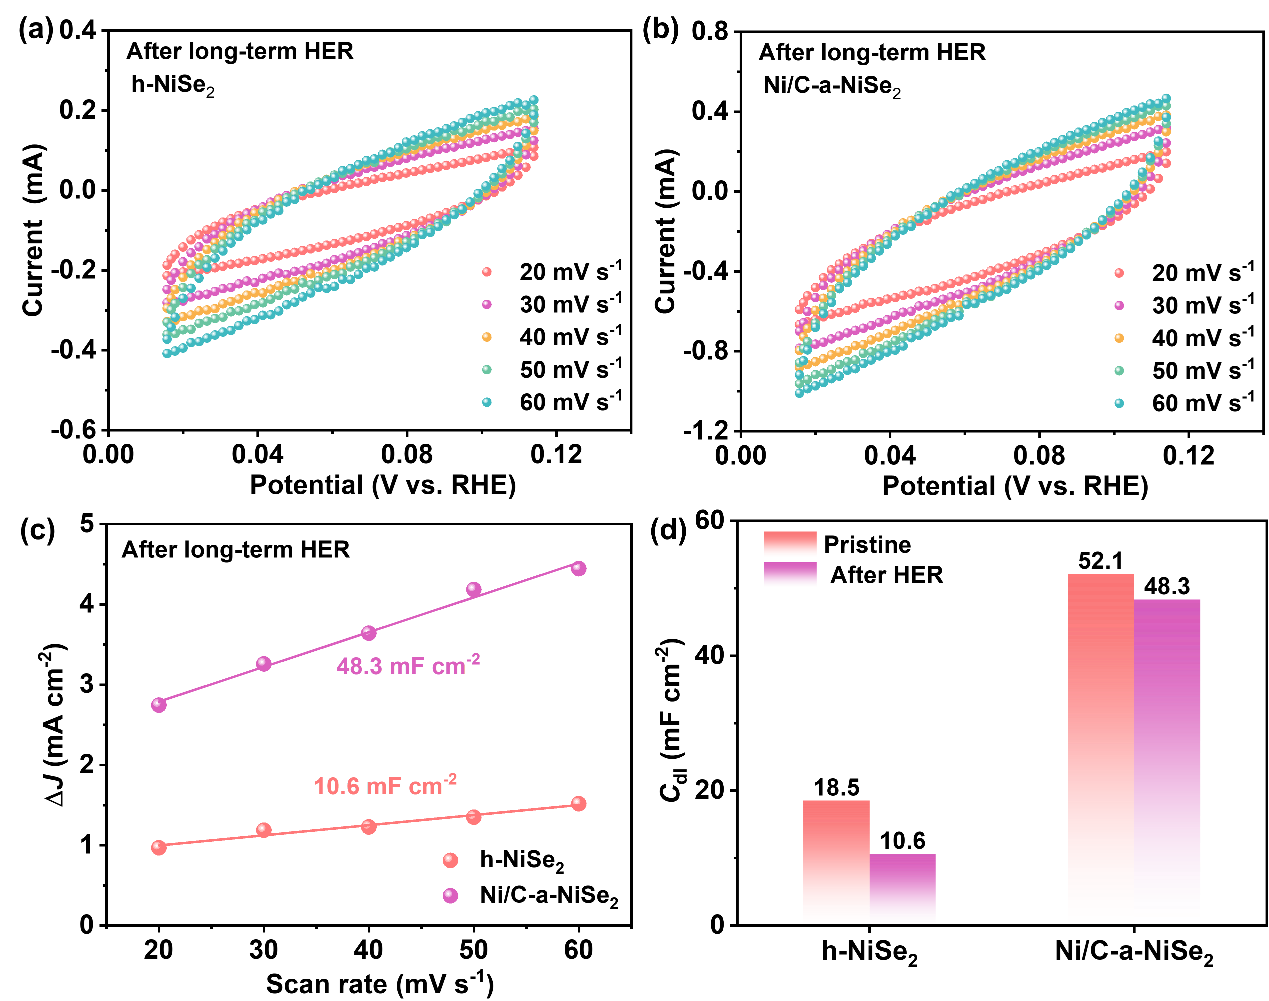 (a)
After long-term HER
h-NiSe2
0.4
0.2
0.0
-0.2
-0.4
-0.6
Current (mA)
20 mV s-1
30 mV s-1
40 mV s-1
50 mV s-1
60 mV s-1
0.00 0.04 0.08 0.12
Potential (V vs. RHE)
(b)
After long-term HER
Ni/C-a-NiSe2
0.8
0.4
0.0
-0.4
-0.8
-1.2
Current (mA)
20 mV s-1
30 mV s-1
40 mV s-1
50 mV s-1
60 mV s-1
0.00 0.04 0.08 0.12
Potential (V vs. RHE)
(c)
After long-term HER
5
4
3
2
1
0
ΔJ (mA cm-2)
48.3 mF cm-2
10.6 mF cm-2
h-NiSe2
Ni/C-a-NiSe2
20 30 40 50 60
Scan rate (mV s-1)
(d)
Pristine
After HER
60
40
20
0
Cdl (mF cm-2)
18.5
10.6
52.1
48.3
h-NiSe2
Ni/C-a-NiSe2